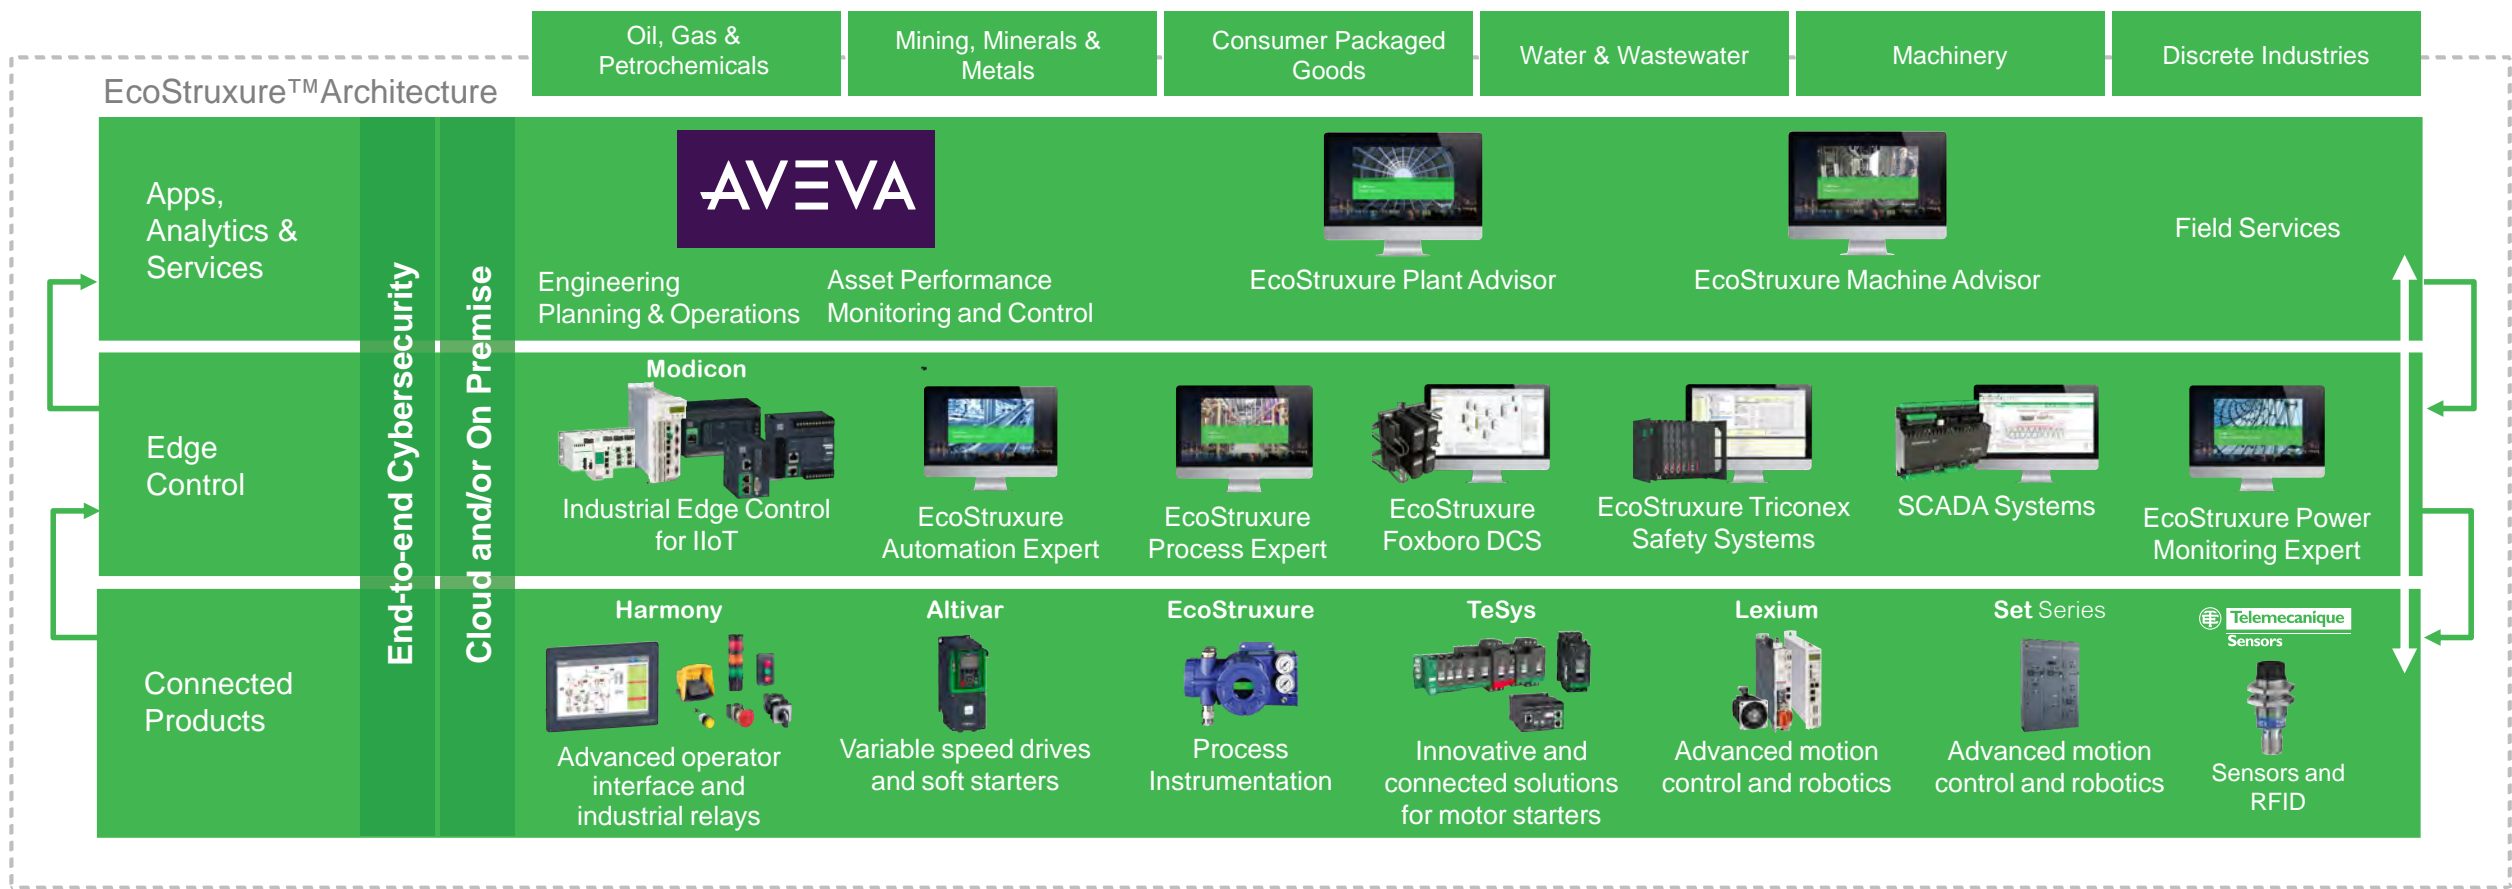 Oil, Gas &
Petrochemicals
Mining, Minerals &
Metals
Consumer Packaged
Goods
Water & Wastewater
Machinery
Discrete Industries
EcoStruxure™Architecture
Apps,
Analytics &
Services
End-to-end Cybersecurity
Cloud and/or On Premise
AVEVA
Engineering
Planning & Operations
Asset Performance
Monitoring and Control
EcoStruxure Plant Advisor
EcoStruxure Machine Advisor
Field Services
Edge
Control
Modicon
Industrial Edge Control
for IIoT
EcoStruxure
Automation Expert
EcoStruxure
Process Expert
EcoStruxure
Foxboro DCS
EcoStruxure Triconex
Safety Systems
SCADA Systems
EcoStruxure Power
Monitoring Expert
Connected
Products
Harmony
Advanced operator
interface and
industrial relays
Altivar
Variable speed drives
and soft starters
EcoStruxure
Process
Instrumentation
TeSys
Innovative and
connected solutions
for motor starters
Lexium
Advanced motion
control and robotics
Set Series
Advanced motion
control and robotics
Telemecanique
Sensors
Sensors and
RFID